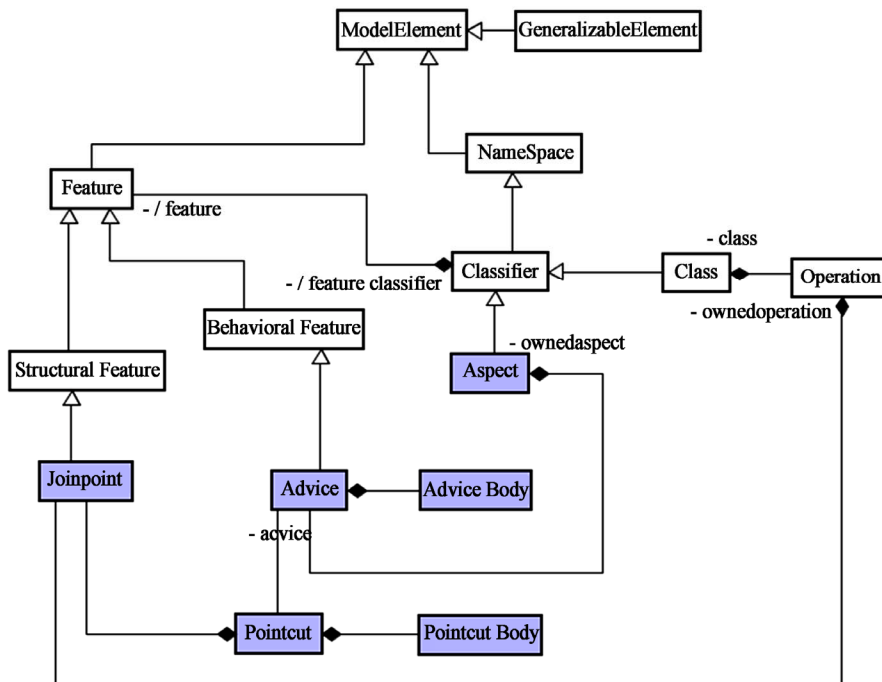 ModelElement
GeneralizableElement
NameSpace
Feature
- / feature
- class
Classifier
Class
Operation
- / feature classifier
- ownedoperation
Behavioral Feature
- ownedaspect
Structural Feature
Aspect
Joinpoint
Advice
Advice Body
- acvice
Pointcut
Pointcut Body